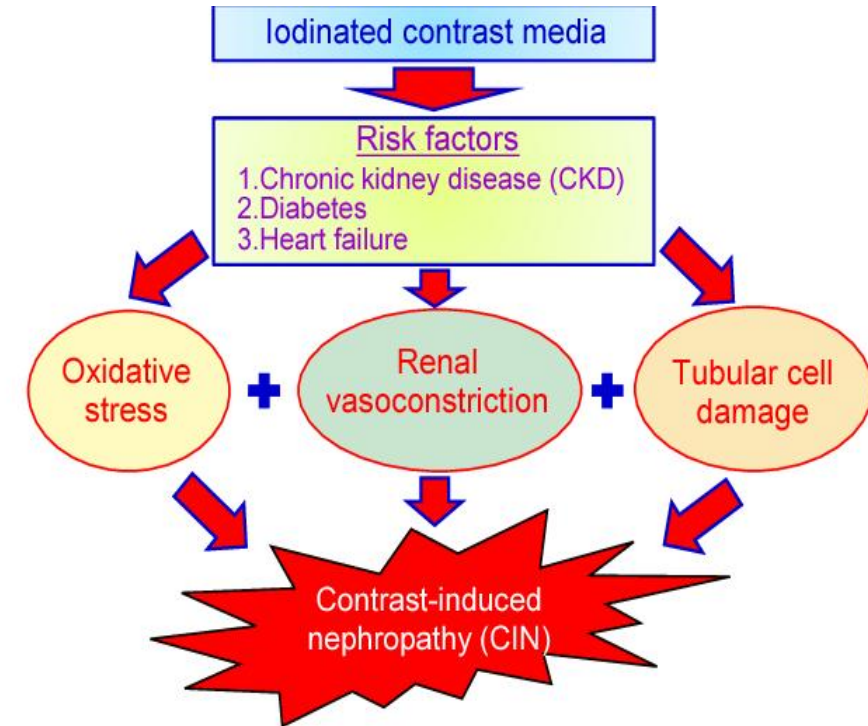 Iodinated contrast media
Risk factors
1.Chronic kidney disease (CKD)
2.Diabetes
3.Heart failure
Oxidative
stress
+
Renal
vasoconstriction
+
Tubular cell
damage
Contrast-induced
nephropathy (CIN)